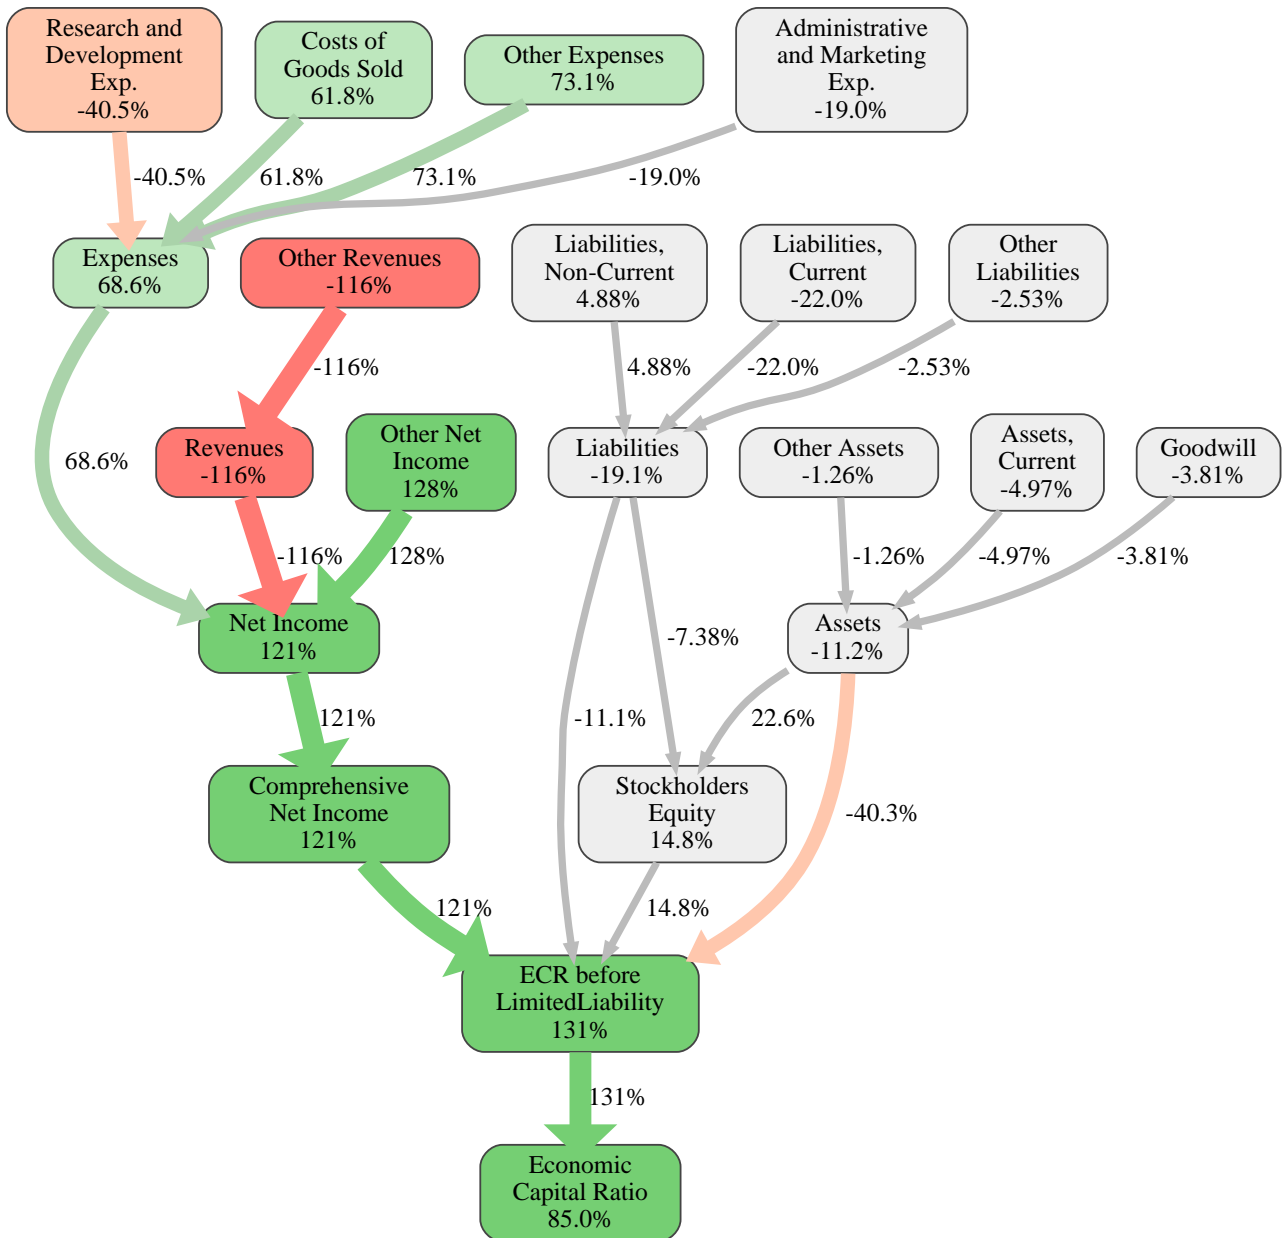 Research and
Development
Exp.
-40.5%
Costs of
Goods Sold
61.8%
Other Expenses
73.1%
Administrative
and Marketing
Exp.
-19.0%
-40.5%
61.8%
73.1%
-19.0%
Expenses
68.6%
Other Revenues
-116%
Liabilities,
Non-Current
4.88%
Liabilities,
Current
-22.0%
Other
Liabilities
-2.53%
-116%
4.88%
-22.0%
-2.53%
68.6%
Revenues
-116%
Other Net
Income
128%
Liabilities
-19.1%
Other Assets
-1.26%
Assets,
Current
-4.97%
Goodwill
-3.81%
-116%
128%
-1.26%
-4.97%
-3.81%
Net Income
121%
-7.38%
Assets
-11.2%
121%
-11.1%
22.6%
Comprehensive
Net Income
121%
Stockholders
Equity
14.8%
-40.3%
121%
14.8%
ECR before
LimitedLiability
131%
131%
Economic
Capital Ratio
85.0%